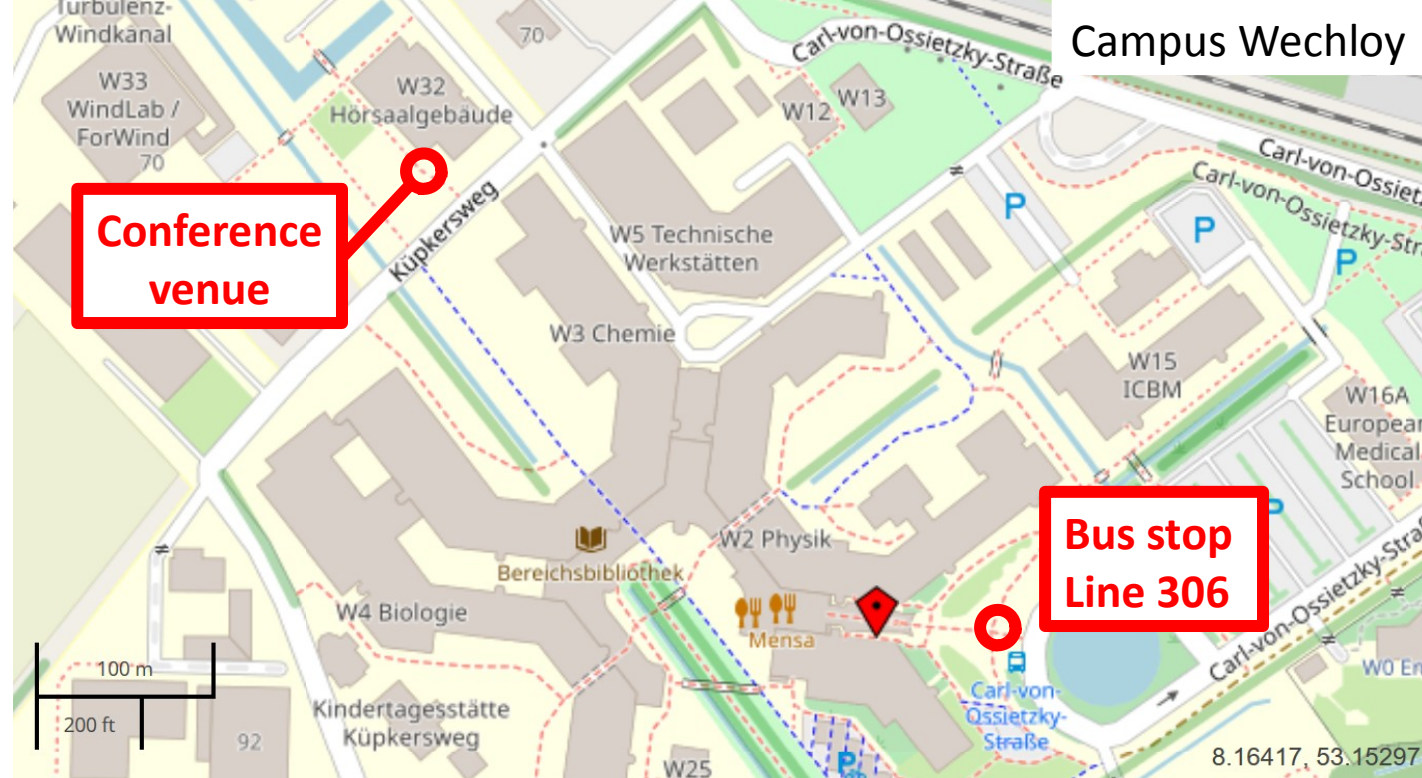 Turbulenz-
Windkanal
70
Carl-von-Ossietzky-Straße
Campus Wechloy
W33
WindLab /
ForWind
70
W32
Hörsaalgebäude
W12
W13
Carl-von-Ossiet
Carl-von-Ossietzky-Str
P
P
P
Conference
venue
Küpkersweg
W5 Technische
Werkstätten
W3 Chemie
W15
ICBM
W16A
European
Medical
School
P
Bus stop
Line 306
W2 Physik
Bereichsbibliothek
W4 Biologie
Mensa
Carl-von-Ossietzky-Stra
W0 En
100 m
200 ft
92
Kindertagesstätte
Küpkersweg
Carl-von-
Ossietzky-
Straße
W25
P
8.16417, 53.15297